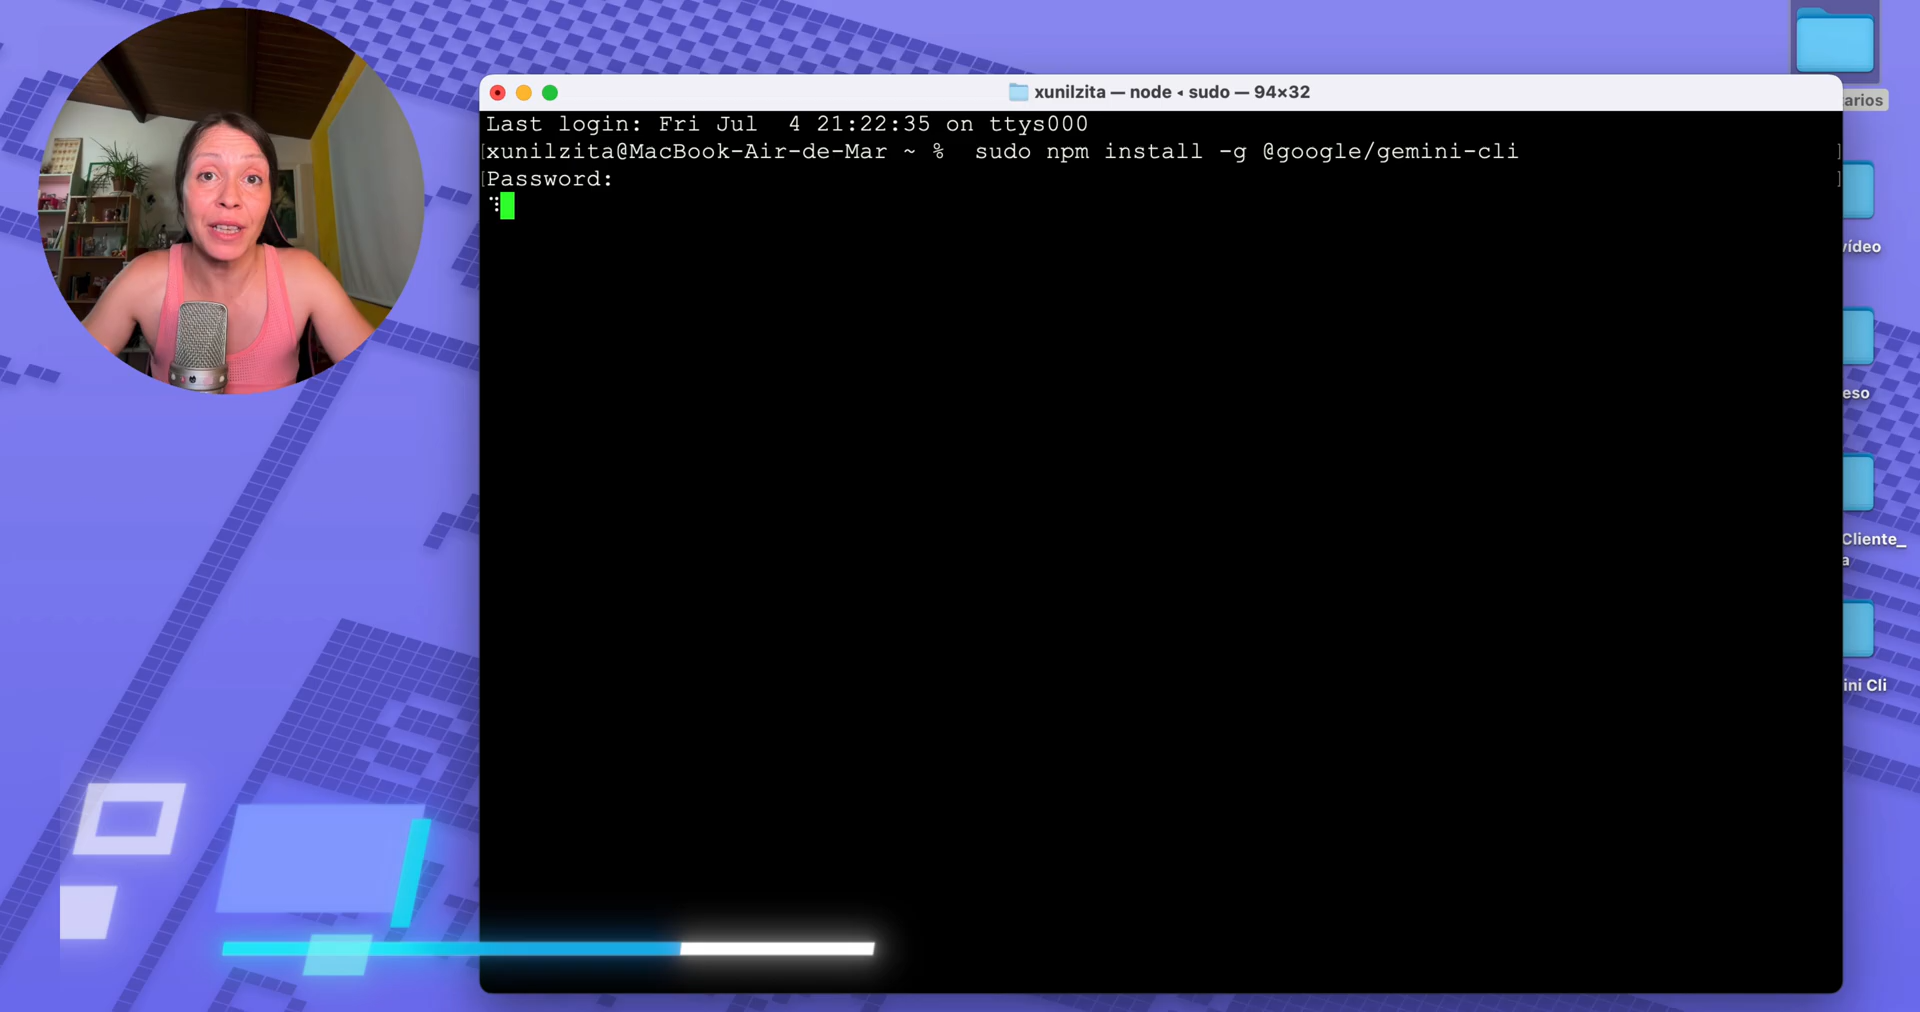 xunilzita — node ◂ sudo — 94×32
Last login: Fri Jul  4 21:22:35 on ttys000
[xunilzita@MacBook-Air-de-Mar ~ %  sudo npm install -g @google/gemini-cli ]
[Password: ]
arios
vídeo
eso
Cliente_
a
ini Cli